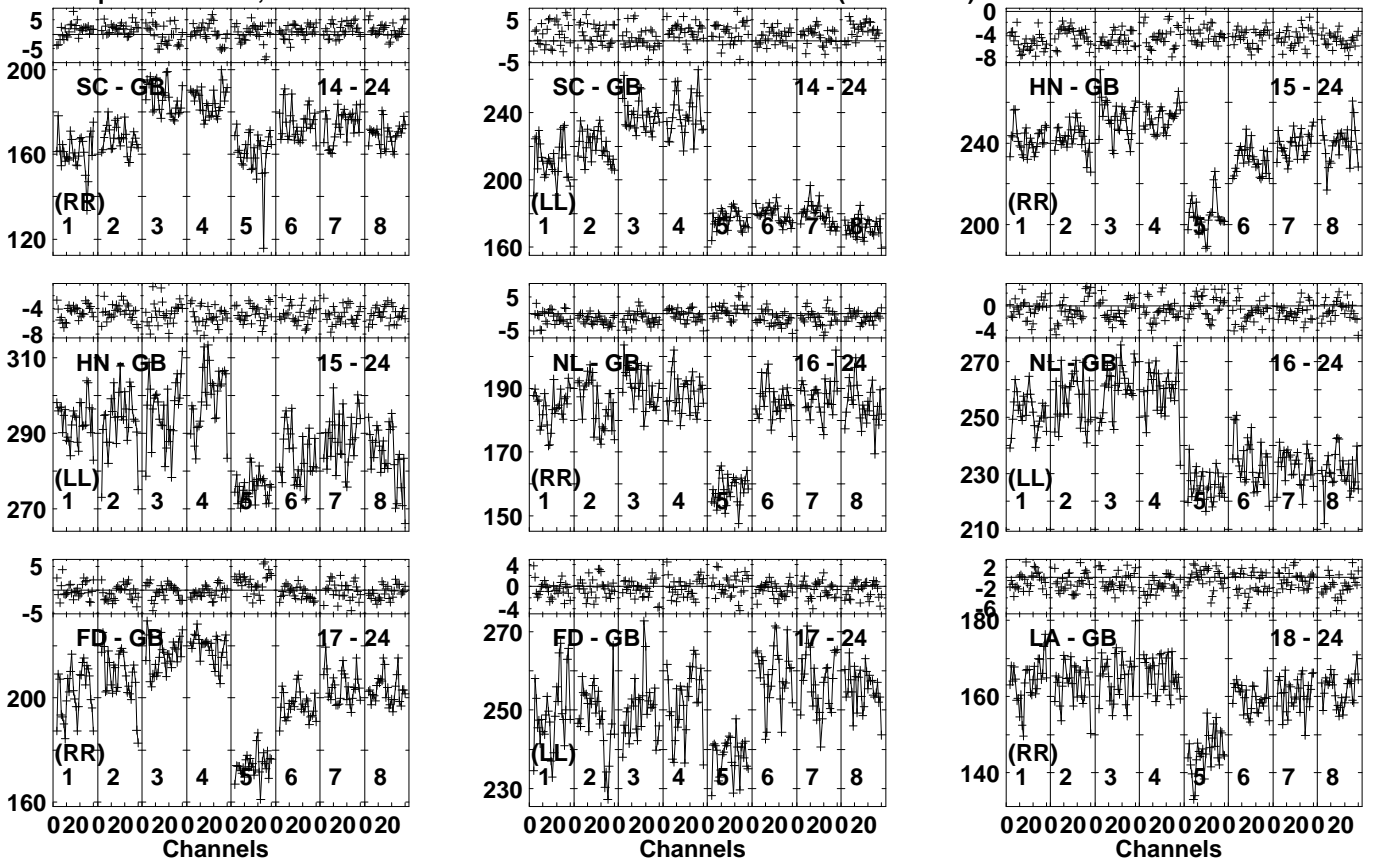 5
-5
200
160
120
SC - GB 14 - 24
(RR)
1 2 3 4 5 6 7 8
5
-5
240
200
160
SC - GB 14 - 24
(LL)
1 2 3 4 5 6 7 8
0
-4
-8
240
200
HN - GB 15 - 24
(RR)
1 2 3 4 5 6 7 8
-4
-8
310
290
270
HN - GB 15 - 24
(LL)
1 2 3 4 5 6 7 8
5
-5
190
170
150
NL - GB 16 - 24
(RR)
1 2 3 4 5 6 7 8
0
-4
270
250
230
210
NL - GB 16 - 24
(LL)
1 2 3 4 5 6 7 8
5
-5
200
160
FD - GB 17 - 24
(RR)
1 2 3 4 5 6 7 8
0 20 0 20 0 20 0 20 0 20 0 20 0 20 0 20
Channels
4
0
-4
270
250
230
FD - GB 17 - 24
(LL)
1 2 3 4 5 6 7 8
0 20 0 20 0 20 0 20 0 20 0 20 0 20 0 20
Channels
2
-2
-6
180
160
140
LA - GB 18 - 24
(RR)
1 2 3 4 5 6 7 8
0 20 0 20 0 20 0 20 0 20 0 20 0 20 0 20
Channels